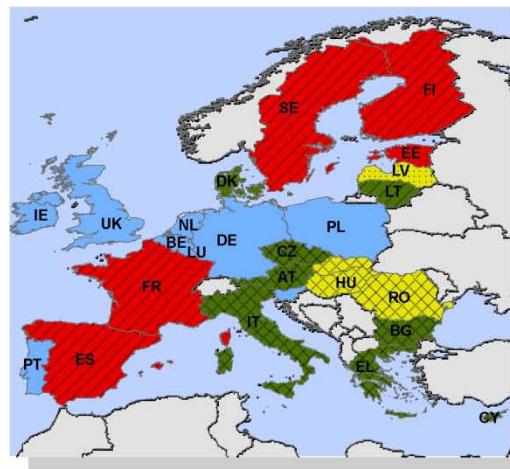 SE
FI
EE
LV
DK
LT
IE
UK
NL
BE
DE
PL
LU
CZ
AT
FR
HU
RO
IT
BG
PT
ES
EL
CY